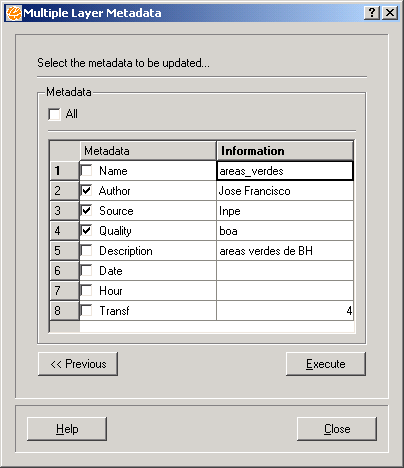 Multiple Layer Metadata
Select the metadata to be updated...
Metadata
All
Metadata Information
1 Name areas_verdes
2 Author Jose Francisco
3 Source Inpe
4 Quality boa
5 Description areas verdes de BH
6 Date
7 Hour
8 Transf 4
<< Previous Execute
Help Close